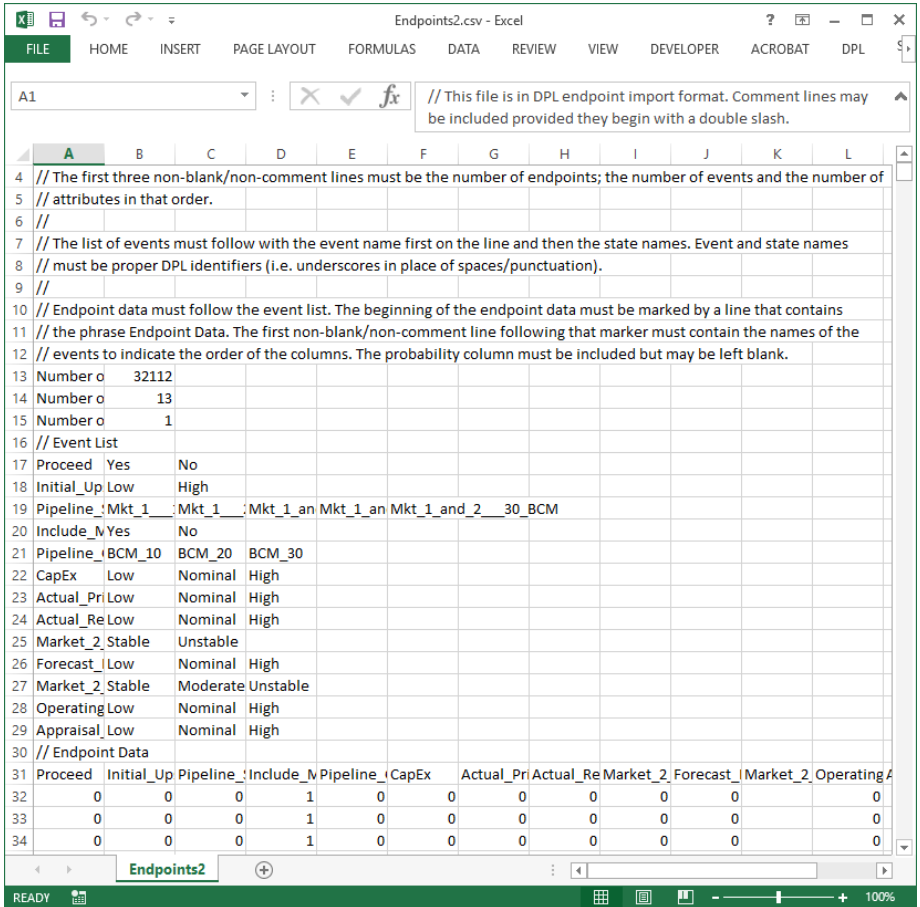 Endpoints2.csv - Excel
FILE HOME INSERT PAGE LAYOUT FORMULAS DATA REVIEW VIEW DEVELOPER ACROBAT DPL
A1 fx // This file is in DPL endpoint import format. Comment lines may
be included provided they begin with a double slash.
A B C D E F G H I J K L
4 // The first three non-blank/non-comment lines must be the number of endpoints; the number of events and the number of
5 // attributes in that order.
6 //
7 // The list of events must follow with the event name first on the line and then the state names. Event and state names
8 // must be proper DPL identifiers (i.e. underscores in place of spaces/punctuation).
9 //
10 // Endpoint data must follow the event list. The beginning of the endpoint data must be marked by a line that contains
11 // the phrase Endpoint Data. The first non-blank/non-comment line following that marker must contain the names of the
12 // events to indicate the order of the columns. The probability column must be included but may be left blank.
13 Number o 32112
14 Number o 13
15 Number o 1
16 // Event List
17 Proceed Yes No
18 Initial_Up Low High
19 Pipeline_S Mkt_1___ Mkt_1___ Mkt_1_an Mkt_1_an Mkt_1_and_2___30_BCM
20 Include_M Yes No
21 Pipeline_ BCM_10 BCM_20 BCM_30
22 CapEx Low Nominal High
23 Actual_Pri Low Nominal High
24 Actual_Re Low Nominal High
25 Market_2_ Stable Unstable
26 Forecast_ Low Nominal High
27 Market_2_ Stable Moderate Unstable
28 Operating Low Nominal High
29 Appraisal_ Low Nominal High
30 // Endpoint Data
31 Proceed Initial_Up Pipeline_ Include_M Pipeline_ CapEx Actual_Pri Actual_Re Market_2_ Forecast_ Market_2_ Operating A
32 0 0 0 1 0 0 0 0 0 0 0
33 0 0 0 1 0 0 0 0 0 0 0
34 0 0 0 1 0 0 0 0 0 0 0
Endpoints2
READY 100%